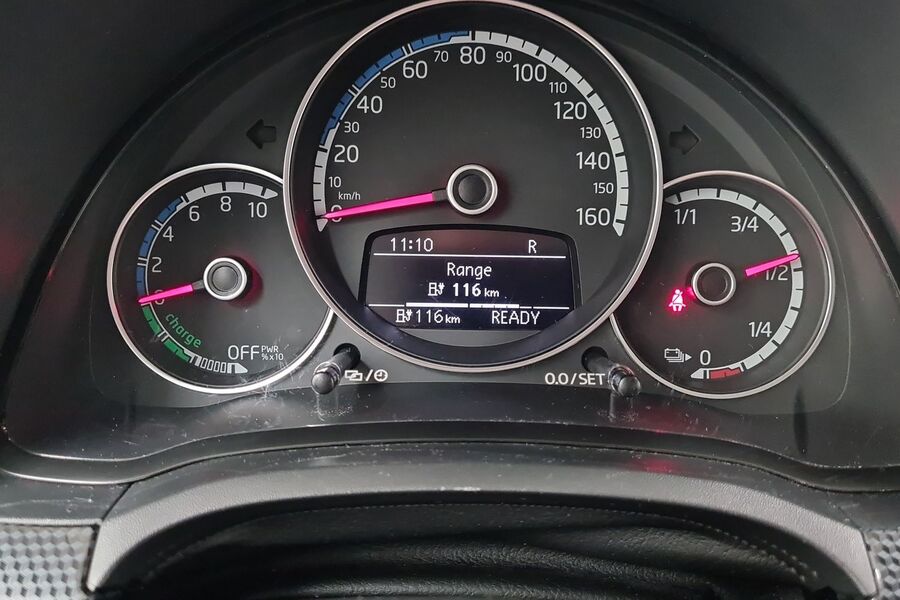 0 10 20 30 40 50 60 70 80 90 100 110 120 130 140 150 160
km/h
0 2 4 6 8 10
charge
OFF PWR
% x 10
11:10 R
Range
116 km
116 km READY
1/1 3/4 1/2 1/4 0
0.0 / SET